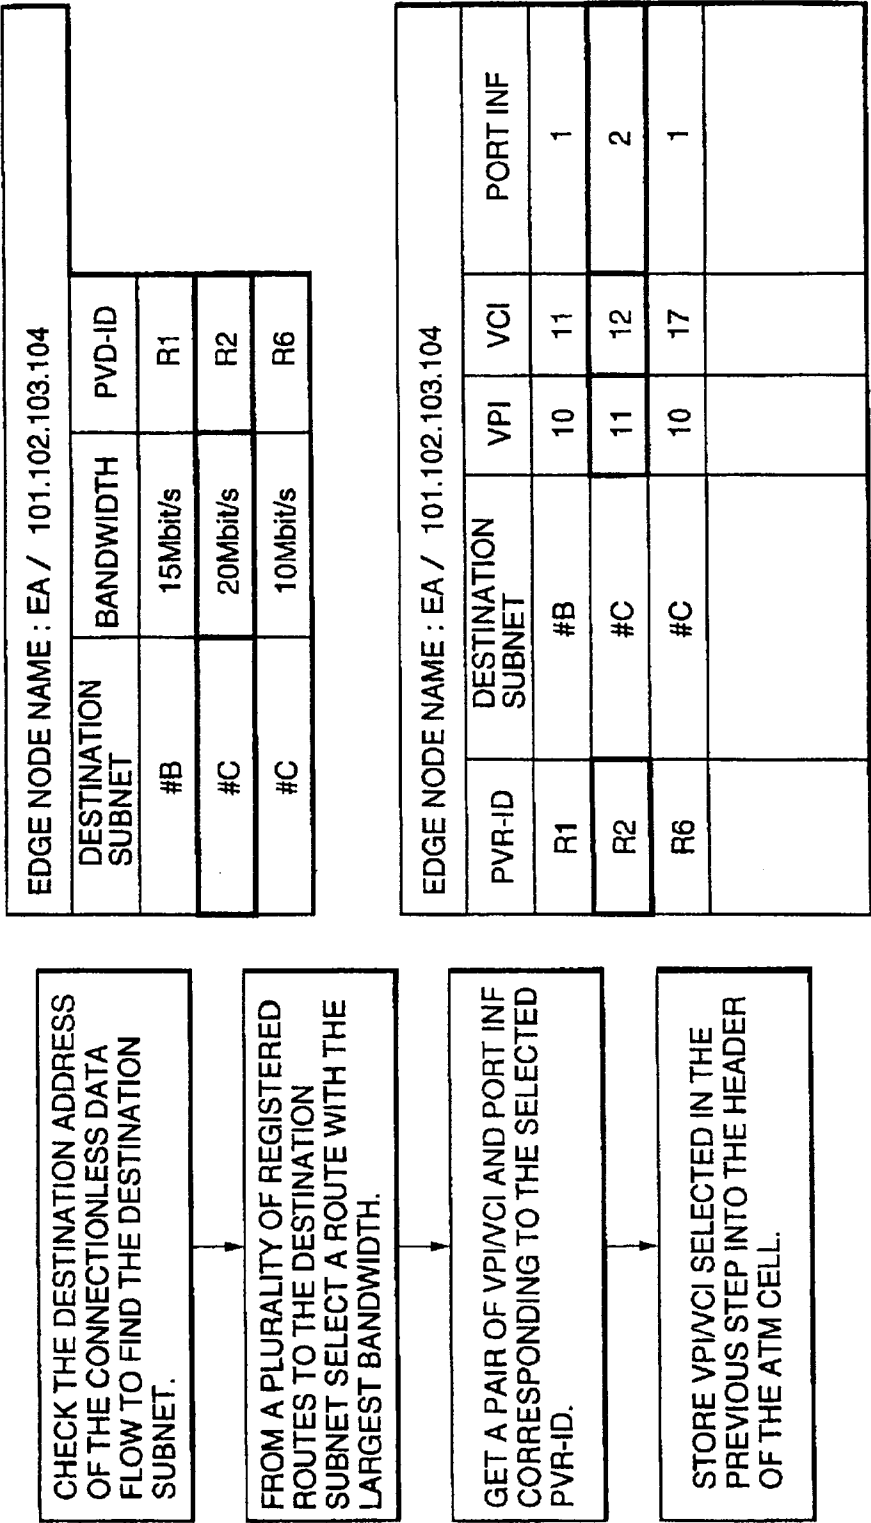 CHECK THE DESTINATION ADDRESS
OF THE CONNECTIONLESS DATA
FLOW TO FIND THE DESTINATION
SUBNET.
FROM A PLURALITY OF REGISTERED
ROUTES TO THE DESTINATION
SUBNET SELECT A ROUTE WITH THE
LARGEST BANDWIDTH.
GET A PAIR OF VPI/VCI AND PORT INF
CORRESPONDING TO THE SELECTED
PVR-ID.
STORE VPI/VCI SELECTED IN THE
PREVIOUS STEP INTO THE HEADER
OF THE ATM CELL.
EDGE NODE NAME : EA / 101.102.103.104
DESTINATION
SUBNET
BANDWIDTH
PVD-ID
#B 15Mbit/s R1
#C 20Mbit/s R2
#C 10Mbit/s R6
EDGE NODE NAME : EA / 101.102.103.104
PVR-ID
DESTINATION
SUBNET
VPI
VCI
PORT INF
R1 #B 10 11 1
R2 #C 11 12 2
R6 #C 10 17 1